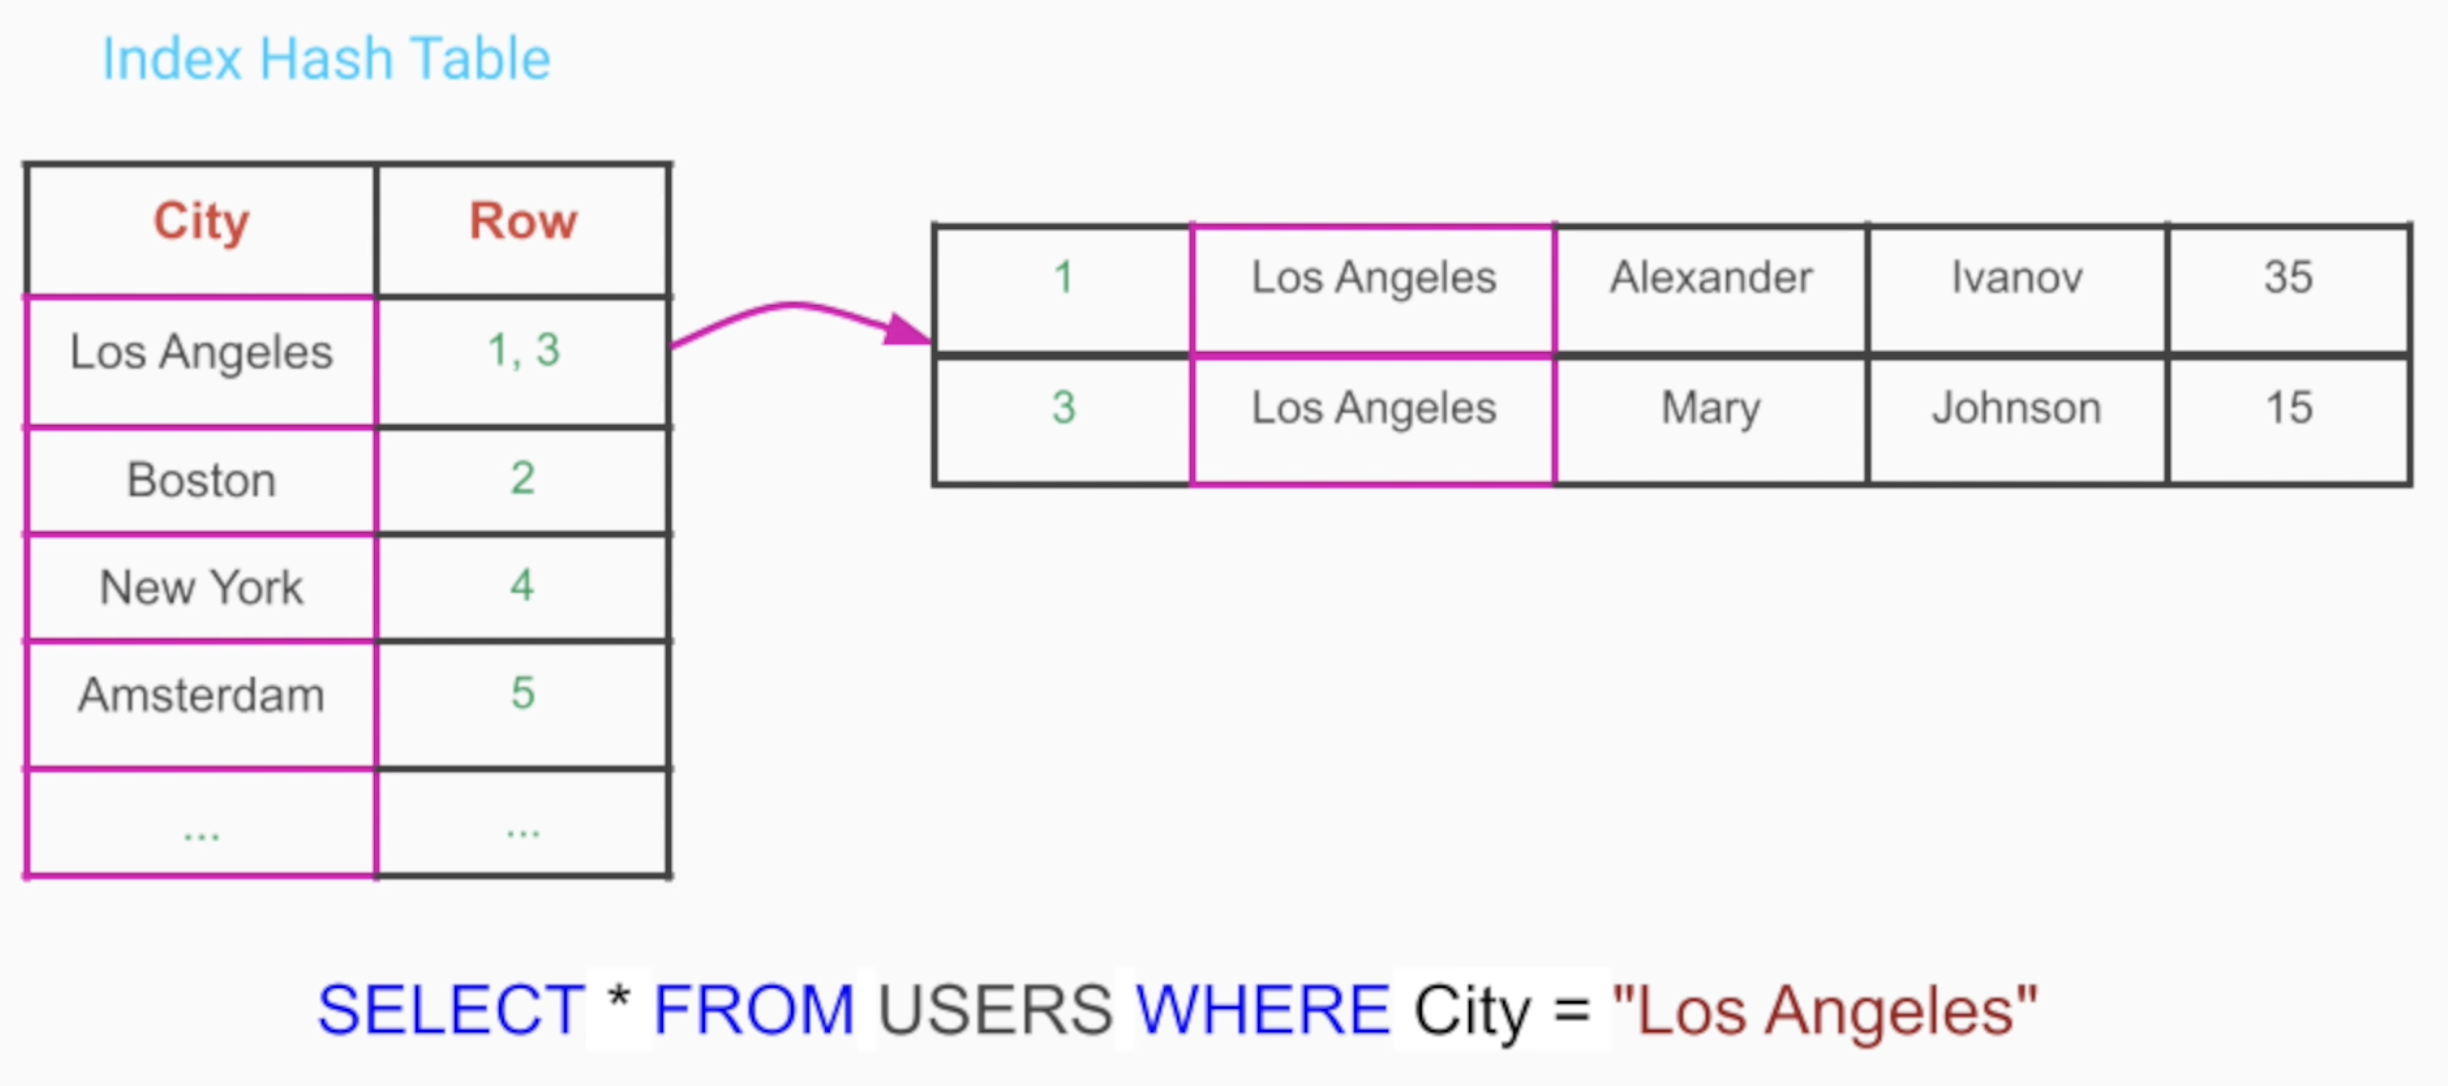 Index Hash Table
City Row
Los Angeles 1, 3
Boston 2
New York 4
Amsterdam 5
... ...
1 Los Angeles Alexander Ivanov 35
3 Los Angeles Mary Johnson 15
SELECT * FROM USERS WHERE City = "Los Angeles"